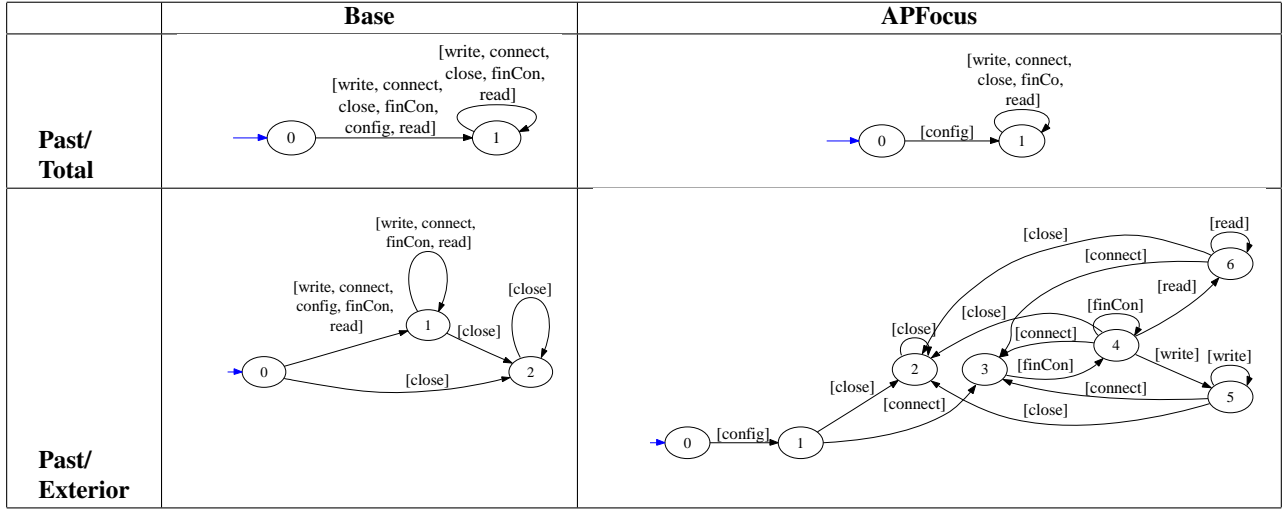 Base
APFocus
Past/
Total
[write, connect,
close, finCon,
config, read]
[write, connect,
close, finCon,
read]
0
1
[write, connect,
close, finCo,
read]
0
[config]
1
Past/
Exterior
[write, connect,
finCon, read]
[write, connect,
config, finCon,
read]
[close]
1
[close]
0
[close]
2
[read]
[close]
6
[connect]
[read]
[close]
[finCon]
[close]
[connect]
4
[write]
[write]
2
3
[finCon]
5
[close]
[connect]
[connect]
[close]
0
[config]
1